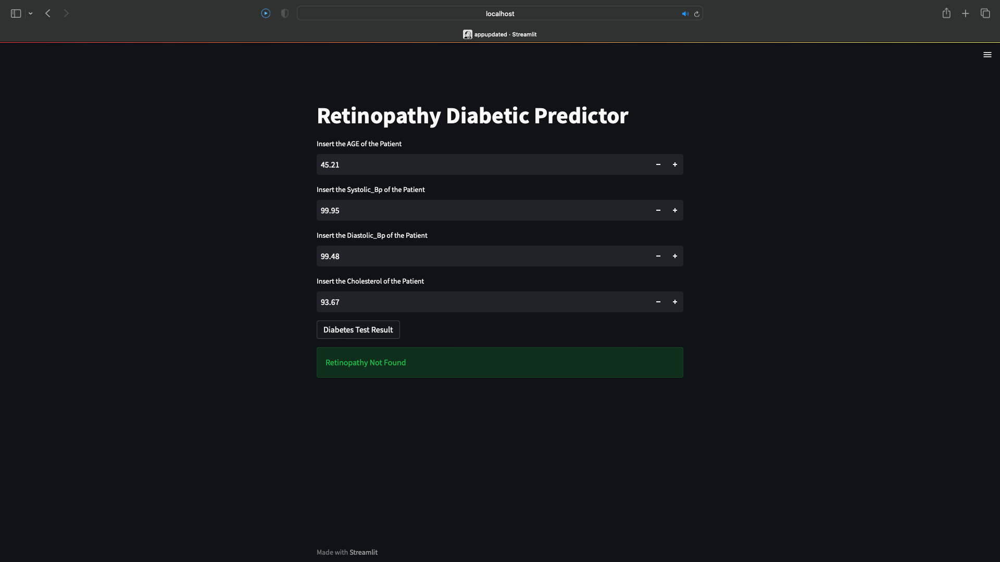 localhost
appupdated · Streamlit
Retinopathy Diabetic Predictor
Insert the AGE of the Patient
45.21
Insert the Systolic_Bp of the Patient
99.95
Insert the Diastolic_Bp of the Patient
99.48
Insert the Cholesterol of the Patient
93.67
Diabetes Test Result
Retinopathy Not Found
Made with Streamlit